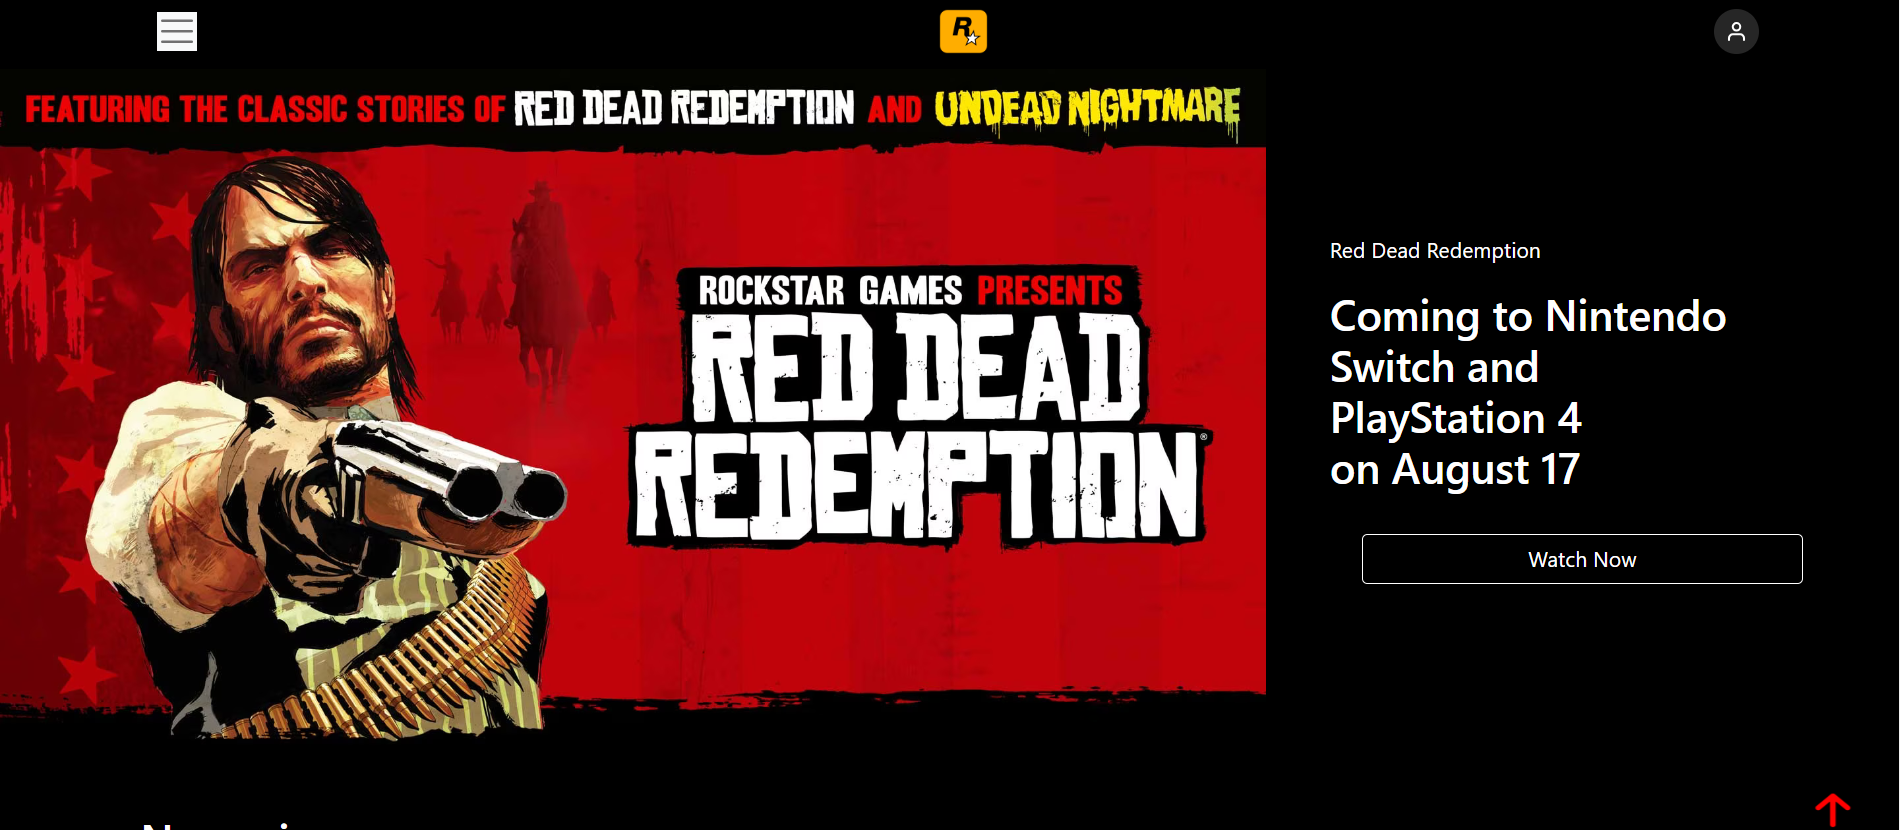 R
FEATURING THE CLASSIC STORIES OF RED DEAD REDEMPTION AND UNDEAD NIGHTMARE
ROCKSTAR GAMES PRESENTS
RED DEAD
REDEMPTION®
Red Dead Redemption
Coming to Nintendo
Switch and
PlayStation 4
on August 17
Watch Now